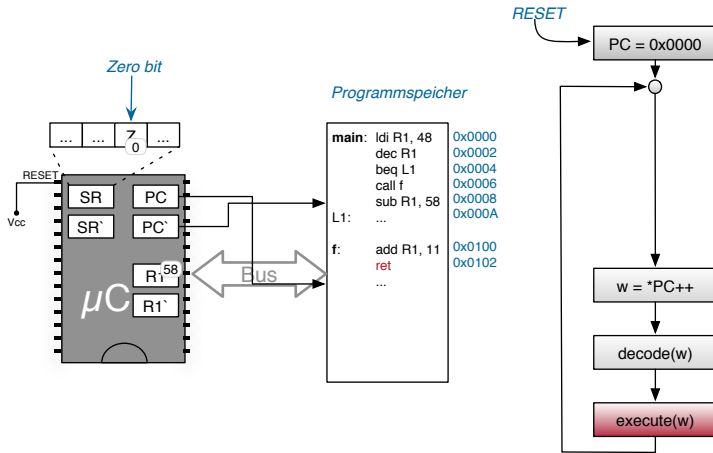 RESET
PC = 0x0000
Zero bit
Programmspeicher
... ... Z ...
0
main: ldi R1, 48 0x0000
dec R1 0x0002
beq L1 0x0004
call f 0x0006
sub R1, 58 0x0008
L1: ... 0x000A
f: add R1, 11 0x0100
ret 0x0102
...
RESET
Vcc
SR PC
SR` PC`
R1 58
R1`
µC
Bus
w = *PC++
decode(w)
execute(w)